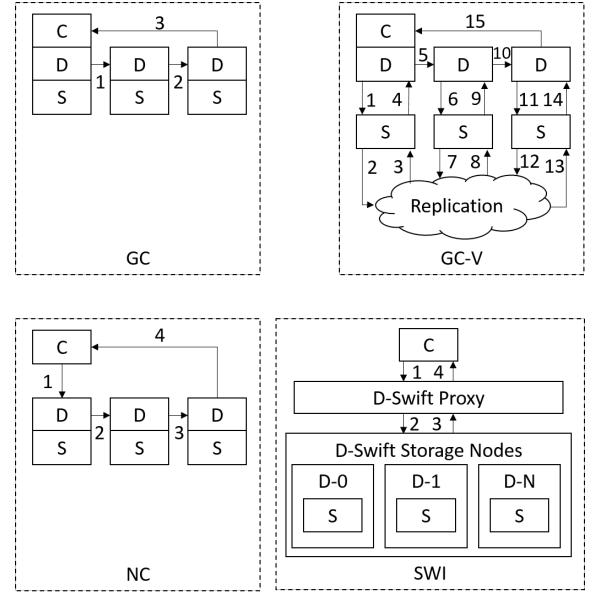 C
3
D
D
D
1
2
S
S
S
GC
C
15
D
5
D
10
D
1
4
6
9
11
14
S
S
S
2
3
7
8
12
13
Replication
GC-V
C
4
1
D
D
D
2
3
S
S
S
NC
C
1
4
D-Swift Proxy
2
3
D-Swift Storage Nodes
D-0
D-1
D-N
S
S
S
SWI